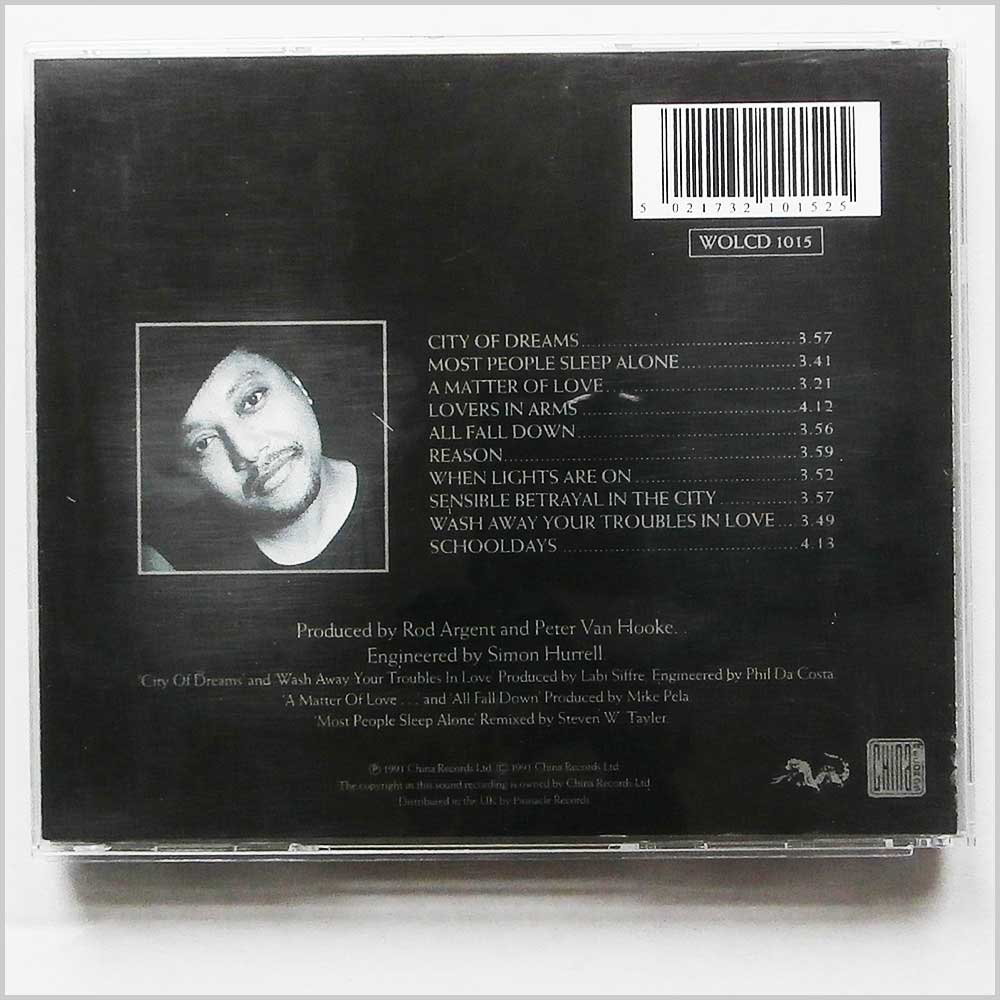 5 021732 101525
WOLCD 1015
CITY OF DREAMS 3.57
MOST PEOPLE SLEEP ALONE 3.41
A MATTER OF LOVE 3.21
LOVERS IN ARMS 4.12
ALL FALL DOWN 3.56
REASON 3.59
WHEN LIGHTS ARE ON 3.52
SENSIBLE BETRAYAL IN THE CITY 3.57
WASH AWAY YOUR TROUBLES IN LOVE 3.49
SCHOOLDAYS 4.13
Produced by Rod Argent and Peter Van Hooke.
Engineered by Simon Hurrell
'City Of Dreams' and 'Wash Away Your Troubles In Love' Produced by Labi Siffre, Engineered by Phil Da Costa
'A Matter Of Love . . . and 'All Fall Down' Produced by Mike Pela
'Most People Sleep Alone' Remixed by Steven W. Tayler
℗ 1991 China Records Ltd. © 1991 China Records Ltd
The copyright in this sound recording is owned by China Records Ltd.
Distributed in the UK by Pinnacle Records
CHINA
RECORDS